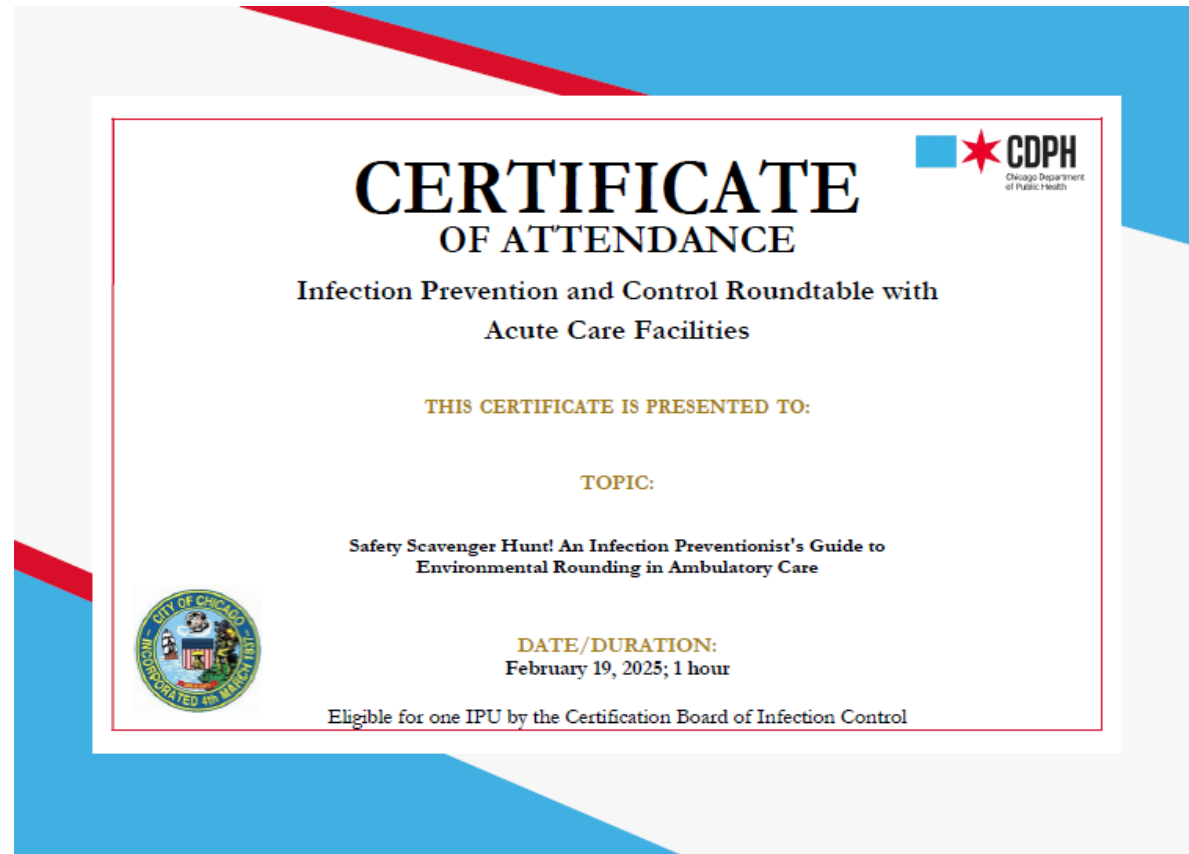 CDPH
Chicago Department
of Public Health
CERTIFICATE
OF ATTENDANCE
Infection Prevention and Control Roundtable with
Acute Care Facilities
THIS CERTIFICATE IS PRESENTED TO:
TOPIC:
Safety Scavenger Hunt! An Infection Preventionist's Guide to
Environmental Rounding in Ambulatory Care
CITY OF CHICAGO
INCORPORATED 4th MARCH 1837
DATE/DURATION:
February 19, 2025; 1 hour
Eligible for one IPU by the Certification Board of Infection Control